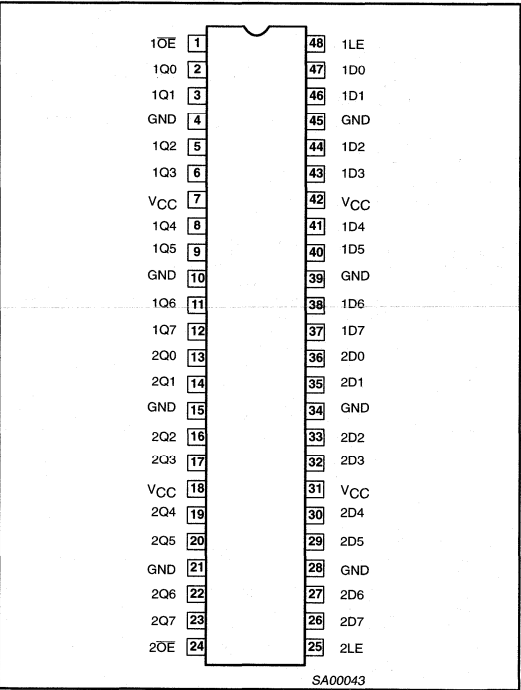 1O̅E̅ 1 48 1LE
1Q0 2 47 1D0
1Q1 3 46 1D1
GND 4 45 GND
1Q2 5 44 1D2
1Q3 6 43 1D3
VCC 7 42 VCC
1Q4 8 41 1D4
1Q5 9 40 1D5
GND 10 39 GND
1Q6 11 38 1D6
1Q7 12 37 1D7
2Q0 13 36 2D0
2Q1 14 35 2D1
GND 15 34 GND
2Q2 16 33 2D2
2Q3 17 32 2D3
VCC 18 31 VCC
2Q4 19 30 2D4
2Q5 20 29 2D5
GND 21 28 GND
2Q6 22 27 2D6
2Q7 23 26 2D7
2O̅E̅ 24 25 2LE
SA00043